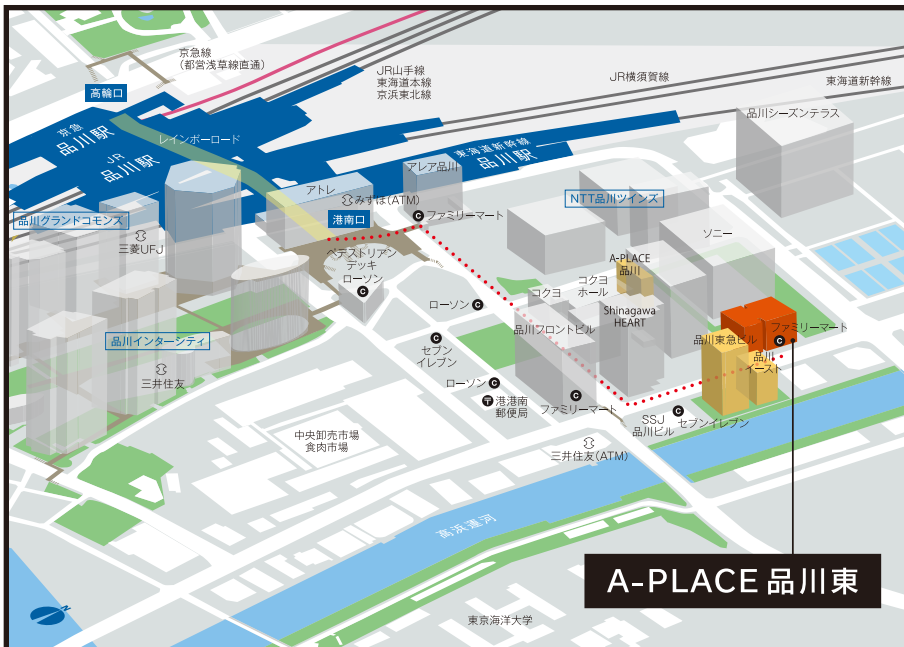 京急線
(都営浅草線直通)
JR山手線
東海道本線
京浜東北線
JR横須賀線
東海道新幹線
高輪口
京急
品川駅
JR
品川駅
レインボーロード
東海道新幹線
品川駅
品川シーズンテラス
アレア品川
アトレ
みずほ(ATM)
港南口
C ファミリーマート
NTT品川ツインズ
品川グランドコモンズ
三菱UFJ
ソニー
ペデストリアン
デッキ
ローソン
C
A-PLACE
品川
コクヨ
ホール
コクヨ
ローソン C
Shinagawa
HEART
品川フロントビル
品川インターシティ
C
セブン
イレブン
三井住友
品川東急ビル
ファミリーマート
C
品川
イースト
ローソン C
〒 港港南
郵便局
C
ファミリーマート
SSJ
品川ビル
C
セブンイレブン
中央卸売市場
食肉市場
三井住友(ATM)
高浜運河
A-PLACE 品川東
東京海洋大学
N